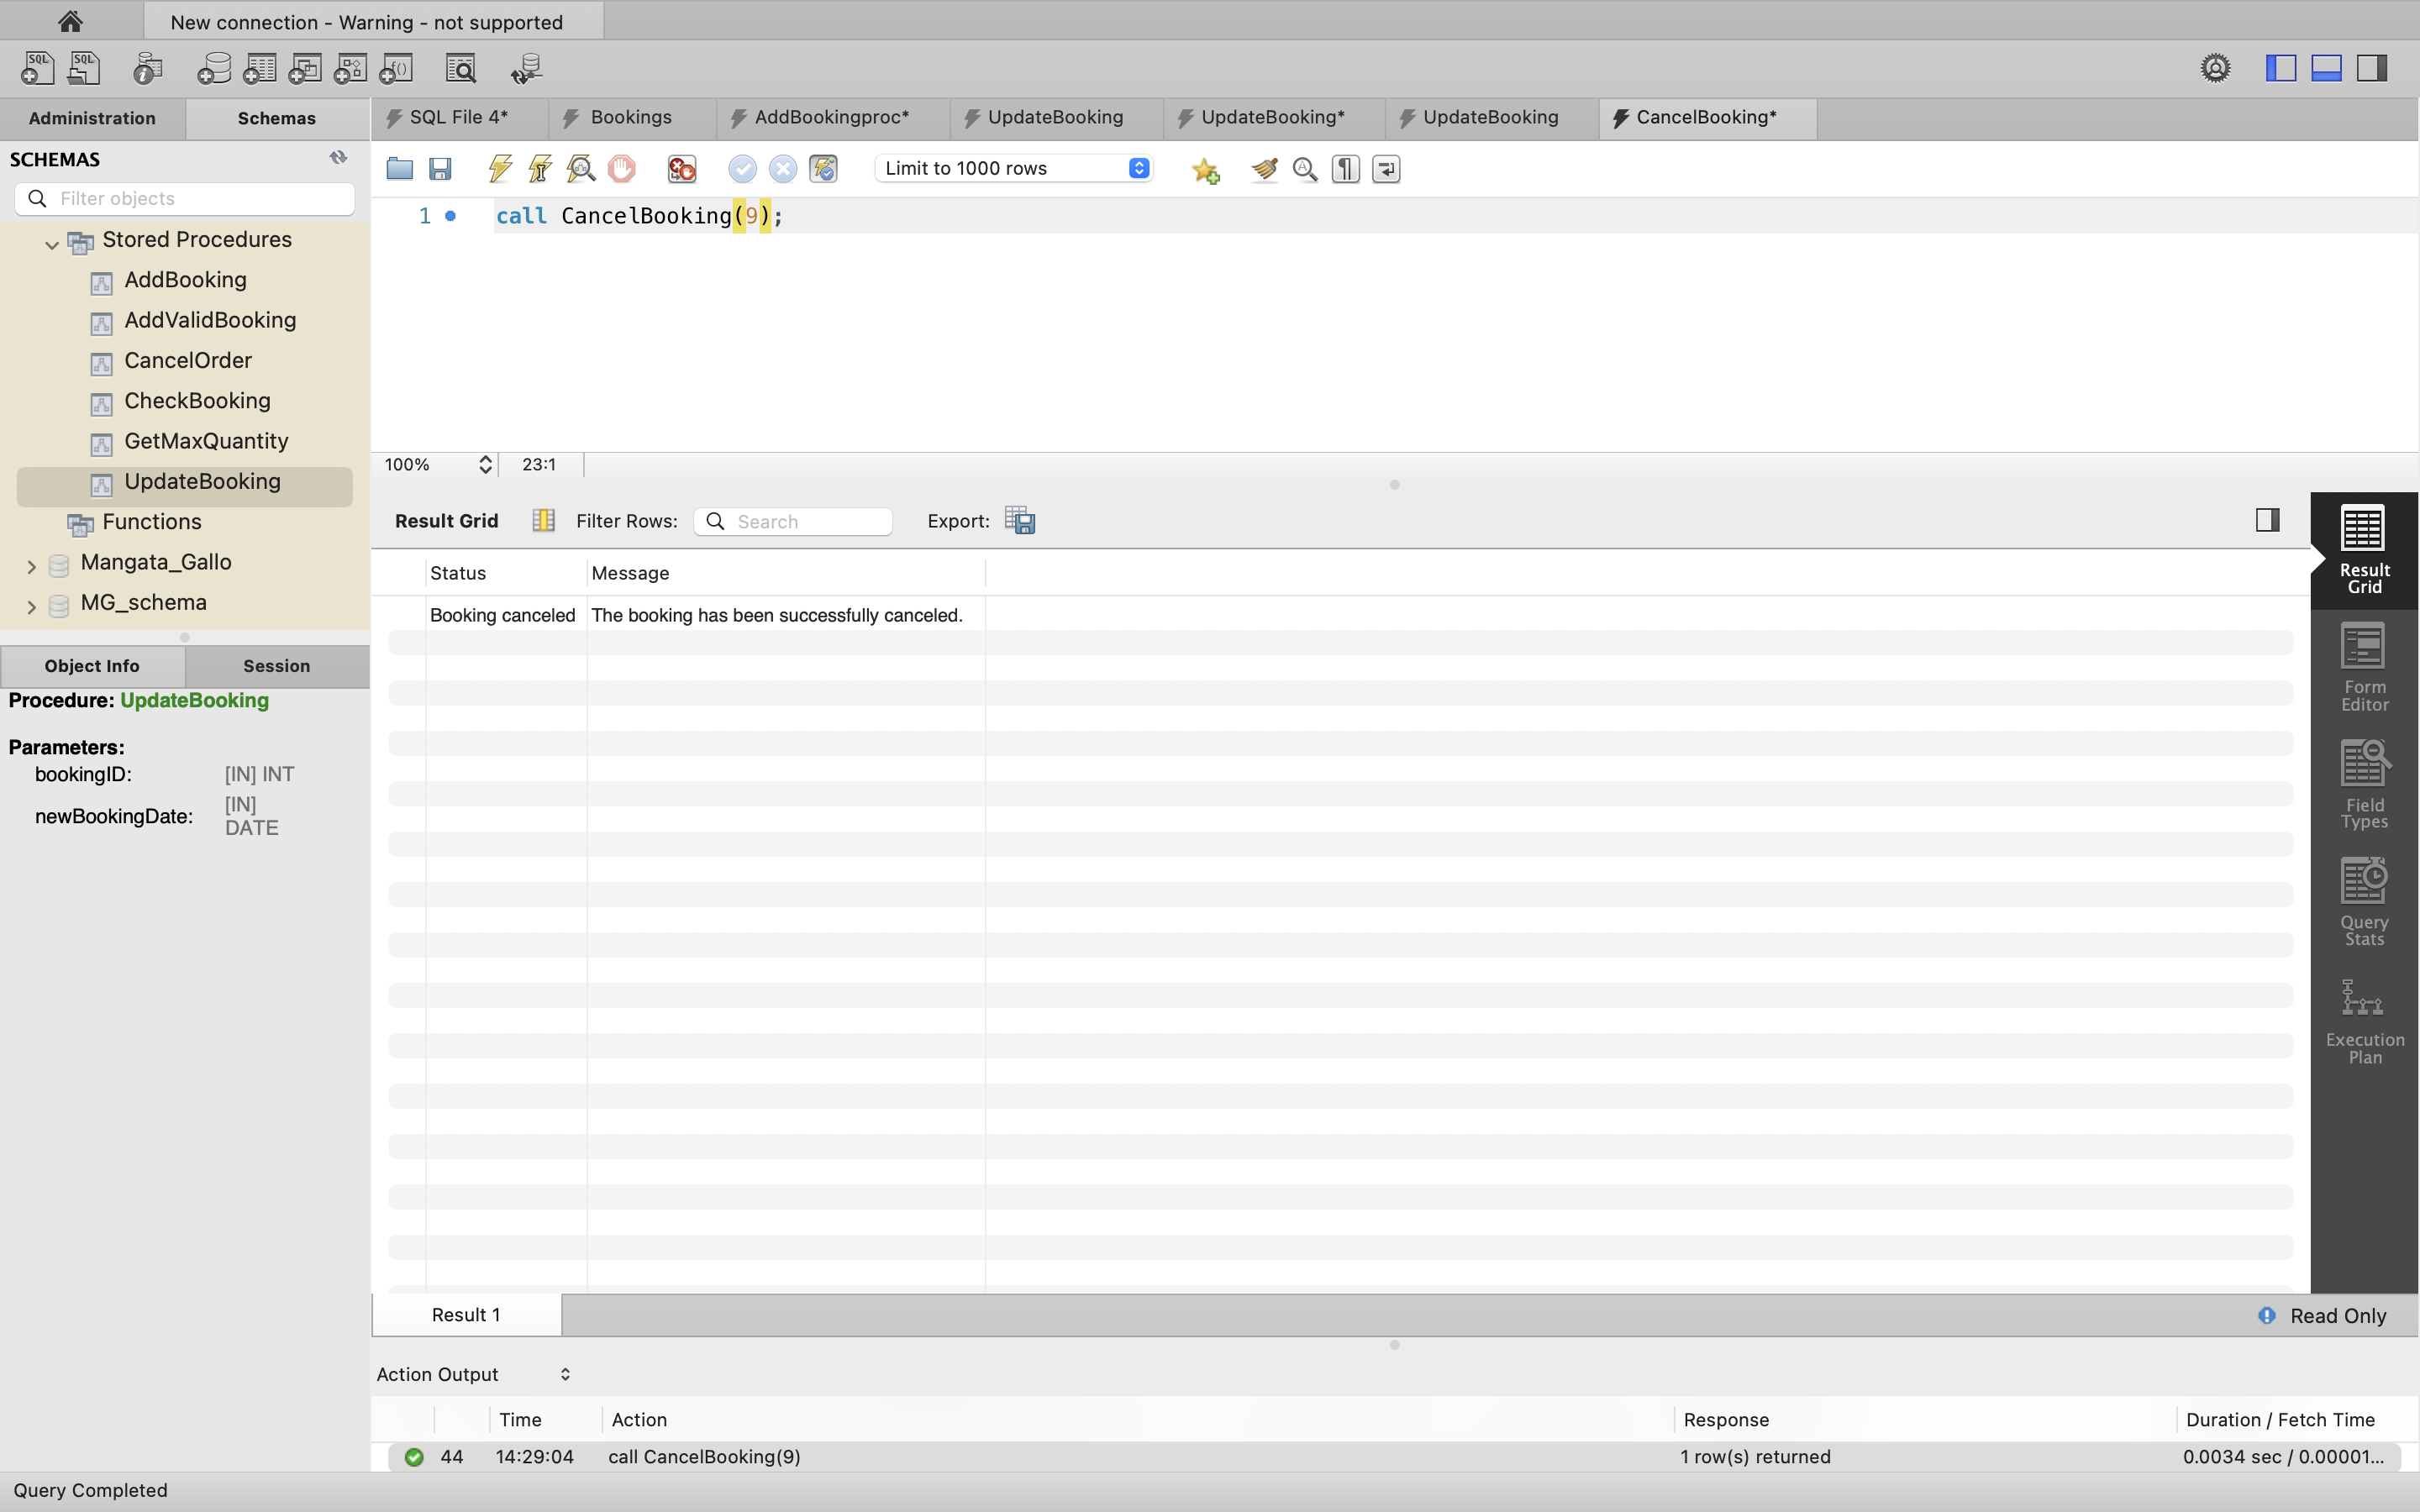 New connection - Warning - not supported
SQL SQL
Administration Schemas
SQL File 4* Bookings AddBookingproc* UpdateBooking UpdateBooking* UpdateBooking CancelBooking*
SCHEMAS
Limit to 1000 rows
Filter objects
1 call CancelBooking(9);
Stored Procedures
AddBooking
AddValidBooking
CancelOrder
CheckBooking
GetMaxQuantity
UpdateBooking
Functions
Mangata_Gallo
MG_schema
100% 23:1
Result Grid Filter Rows: Search Export:
Status Message
Booking canceled The booking has been successfully canceled.
Result
Grid
Form
Editor
Field
Types
Query
Stats
Execution
Plan
Object Info Session
Procedure: UpdateBooking
Parameters:
bookingID: [IN] INT
newBookingDate: [IN]
DATE
Result 1 Read Only
Action Output
Time Action Response Duration / Fetch Time
44 14:29:04 call CancelBooking(9) 1 row(s) returned 0.0034 sec / 0.00001...
Query Completed